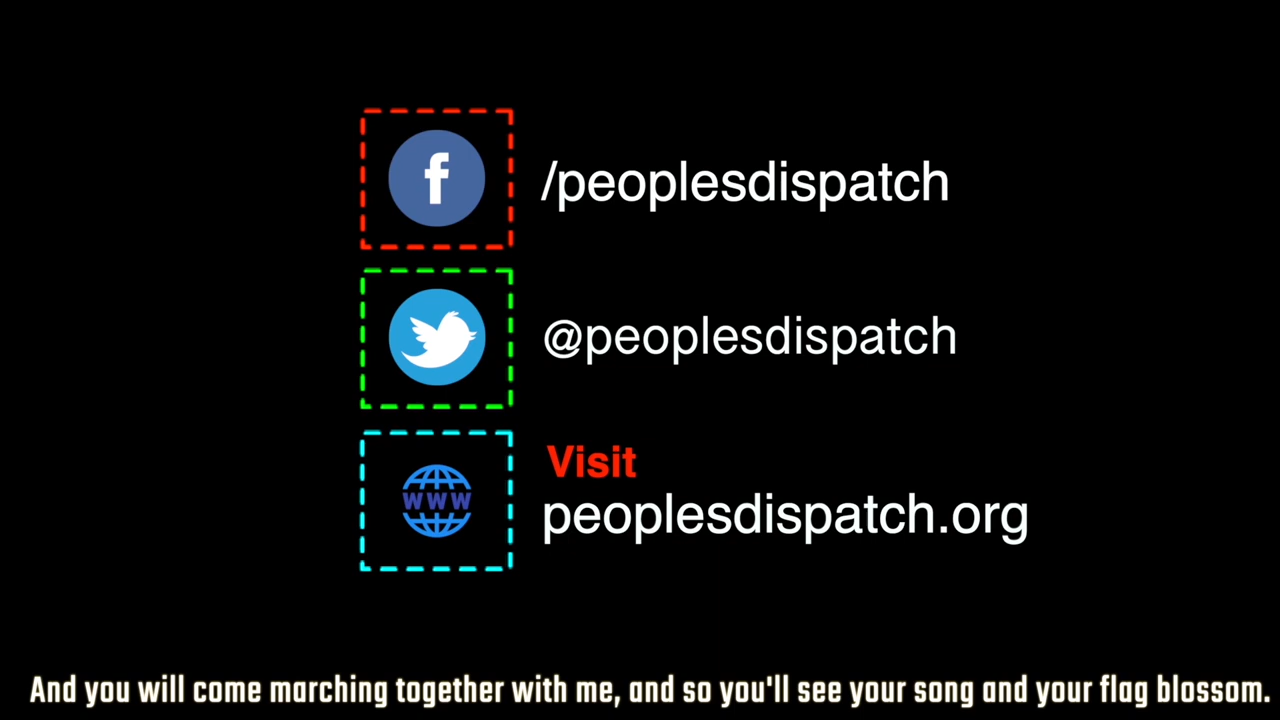 f
/peoplesdispatch
@peoplesdispatch
Visit
WWW
peoplesdispatch.org
And you will come marching together with me, and so you'll see your song and your flag blossom.